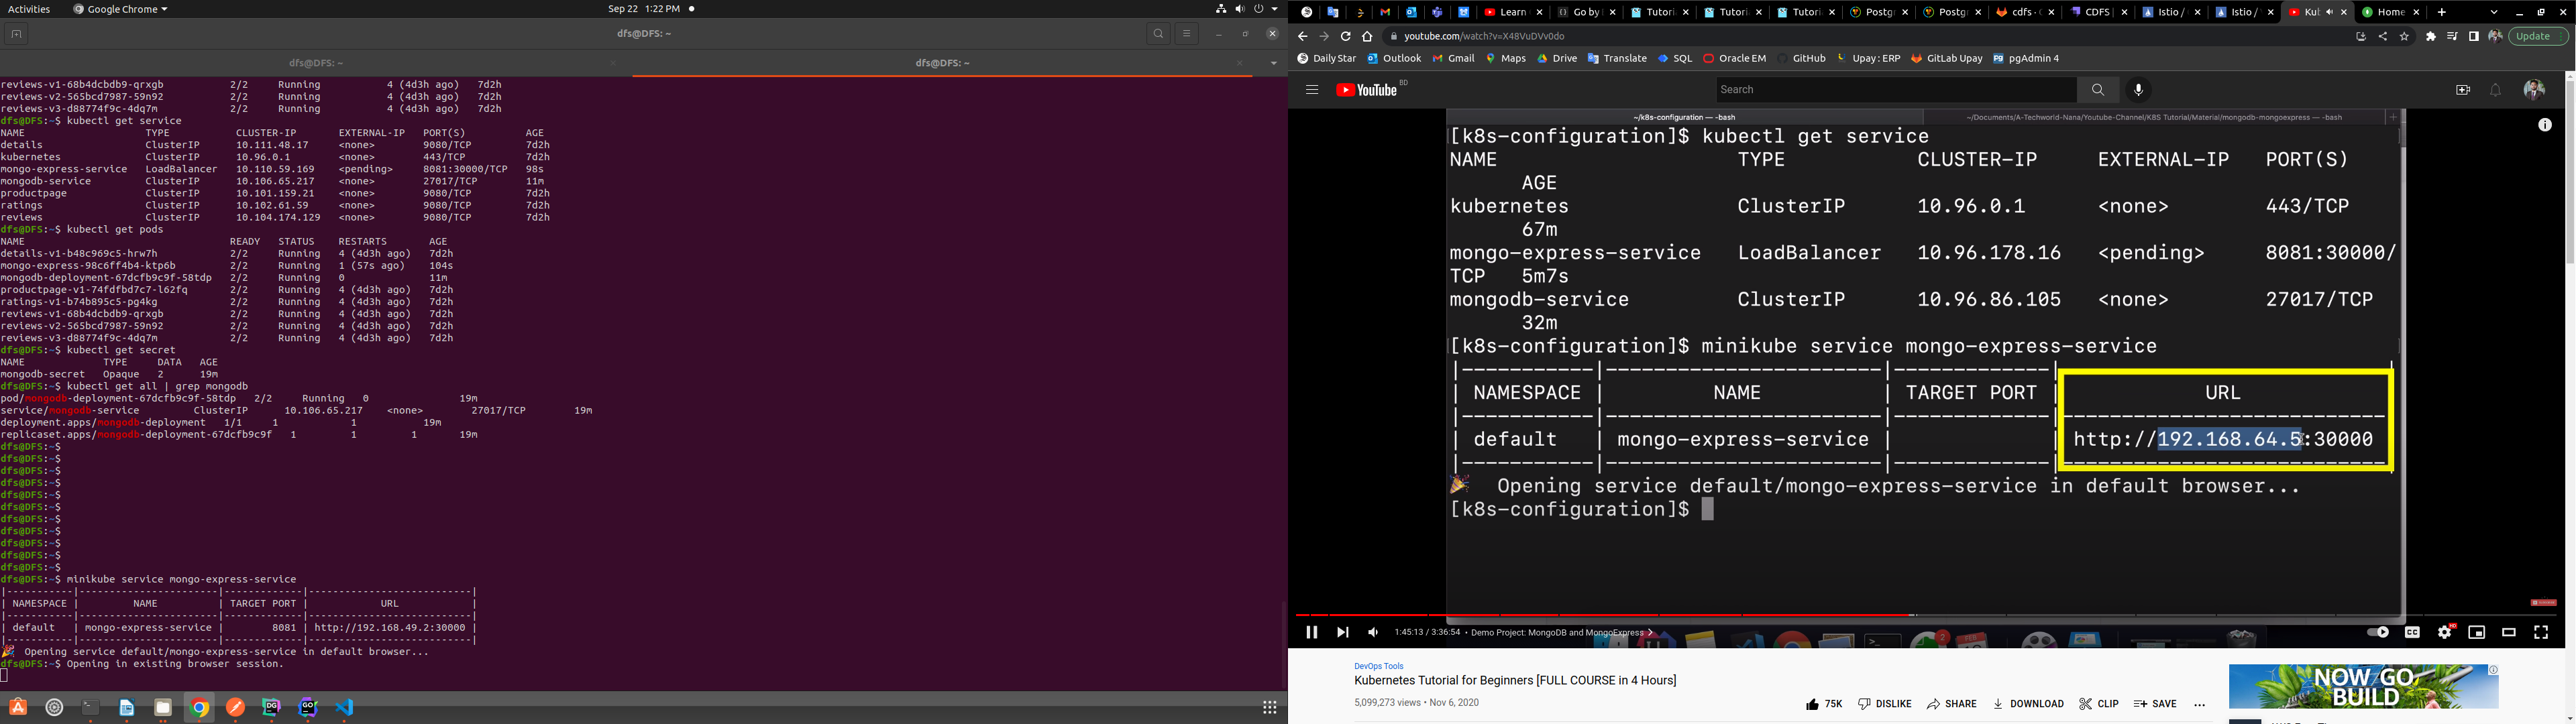 Activities Google Chrome Sep 22 1:22 PM
dfs@DFS: ~
dfs@DFS: ~ dfs@DFS: ~
reviews-v1-68b4dcbdb9-qrxgb 2/2 Running 4 (4d3h ago) 7d2h
reviews-v2-565bcd7987-59n92 2/2 Running 4 (4d3h ago) 7d2h
reviews-v3-d88774f9c-4dq7m 2/2 Running 4 (4d3h ago) 7d2h
dfs@DFS:~$ kubectl get service
NAME TYPE CLUSTER-IP EXTERNAL-IP PORT(S) AGE
details ClusterIP 10.111.48.17 <none> 9080/TCP 7d2h
kubernetes ClusterIP 10.96.0.1 <none> 443/TCP 7d2h
mongo-express-service LoadBalancer 10.110.59.169 <pending> 8081:30000/TCP 98s
mongodb-service ClusterIP 10.106.65.217 <none> 27017/TCP 11m
productpage ClusterIP 10.101.159.21 <none> 9080/TCP 7d2h
ratings ClusterIP 10.102.61.59 <none> 9080/TCP 7d2h
reviews ClusterIP 10.104.174.129 <none> 9080/TCP 7d2h
dfs@DFS:~$ kubectl get pods
NAME READY STATUS RESTARTS AGE
details-v1-b48c969c5-hrw7h 2/2 Running 4 (4d3h ago) 7d2h
mongo-express-98c6ff4b4-ktp6b 2/2 Running 1 (57s ago) 104s
mongodb-deployment-67dcfb9c9f-58tdp 2/2 Running 0 11m
productpage-v1-74fdfbd7c7-l62fq 2/2 Running 4 (4d3h ago) 7d2h
ratings-v1-b74b895c5-pg4kg 2/2 Running 4 (4d3h ago) 7d2h
reviews-v1-68b4dcbdb9-qrxgb 2/2 Running 4 (4d3h ago) 7d2h
reviews-v2-565bcd7987-59n92 2/2 Running 4 (4d3h ago) 7d2h
reviews-v3-d88774f9c-4dq7m 2/2 Running 4 (4d3h ago) 7d2h
dfs@DFS:~$ kubectl get secret
NAME TYPE DATA AGE
mongodb-secret Opaque 2 19m
dfs@DFS:~$ kubectl get all | grep mongodb
pod/mongodb-deployment-67dcfb9c9f-58tdp 2/2 Running 0 19m
service/mongodb-service ClusterIP 10.106.65.217 <none> 27017/TCP 19m
deployment.apps/mongodb-deployment 1/1 1 1 19m
replicaset.apps/mongodb-deployment-67dcfb9c9f 1 1 1 19m
dfs@DFS:~$
dfs@DFS:~$
dfs@DFS:~$
dfs@DFS:~$
dfs@DFS:~$
dfs@DFS:~$
dfs@DFS:~$
dfs@DFS:~$
dfs@DFS:~$
dfs@DFS:~$
dfs@DFS:~$
dfs@DFS:~$ minikube service mongo-express-service
|-----------|-----------------------|-------------|---------------------------|
| NAMESPACE | NAME | TARGET PORT | URL |
|-----------|-----------------------|-------------|---------------------------|
| default | mongo-express-service | 8081 | http://192.168.49.2:30000 |
|-----------|-----------------------|-------------|---------------------------|
🎉 Opening service default/mongo-express-service in default browser...
dfs@DFS:~$ Opening in existing browser session.
Learn Go by Tutori Tutori Tutori Postgr Postgr cdfs · CDFS Istio / Istio / Kub Home
youtube.com/watch?v=X48VuDVv0do Update
Daily Star Outlook Gmail Maps Drive Translate SQL Oracle EM GitHub Upay : ERP GitLab Upay pgAdmin 4
YouTube BD Search
~/k8s-configuration — -bash ~/Documents/A-Techworld-Nana/Youtube-Channel/K8S Tutorial/Material/mongodb-mongoexpress — -bash
[k8s-configuration]$ kubectl get service
NAME TYPE CLUSTER-IP EXTERNAL-IP PORT(S)
AGE
kubernetes ClusterIP 10.96.0.1 <none> 443/TCP
67m
mongo-express-service LoadBalancer 10.96.178.16 <pending> 8081:30000/
TCP 5m7s
mongodb-service ClusterIP 10.96.86.105 <none> 27017/TCP
32m
[k8s-configuration]$ minikube service mongo-express-service
|-----------|-----------------------|-------------|---------------------------|
| NAMESPACE | NAME | TARGET PORT | URL |
|-----------|-----------------------|-------------|---------------------------|
| default | mongo-express-service | | http://192.168.64.5:30000
|-----------|-----------------------|-------------|---------------------------|
🎉 Opening service default/mongo-express-service in default browser...
[k8s-configuration]$
1:45:13 / 3:36:54 • Demo Project: MongoDB and MongoExpress
DevOps Tools
Kubernetes Tutorial for Beginners [FULL COURSE in 4 Hours]
5,099,273 views • Nov 6, 2020
75K DISLIKE SHARE DOWNLOAD CLIP SAVE
NOW GO
BUILD